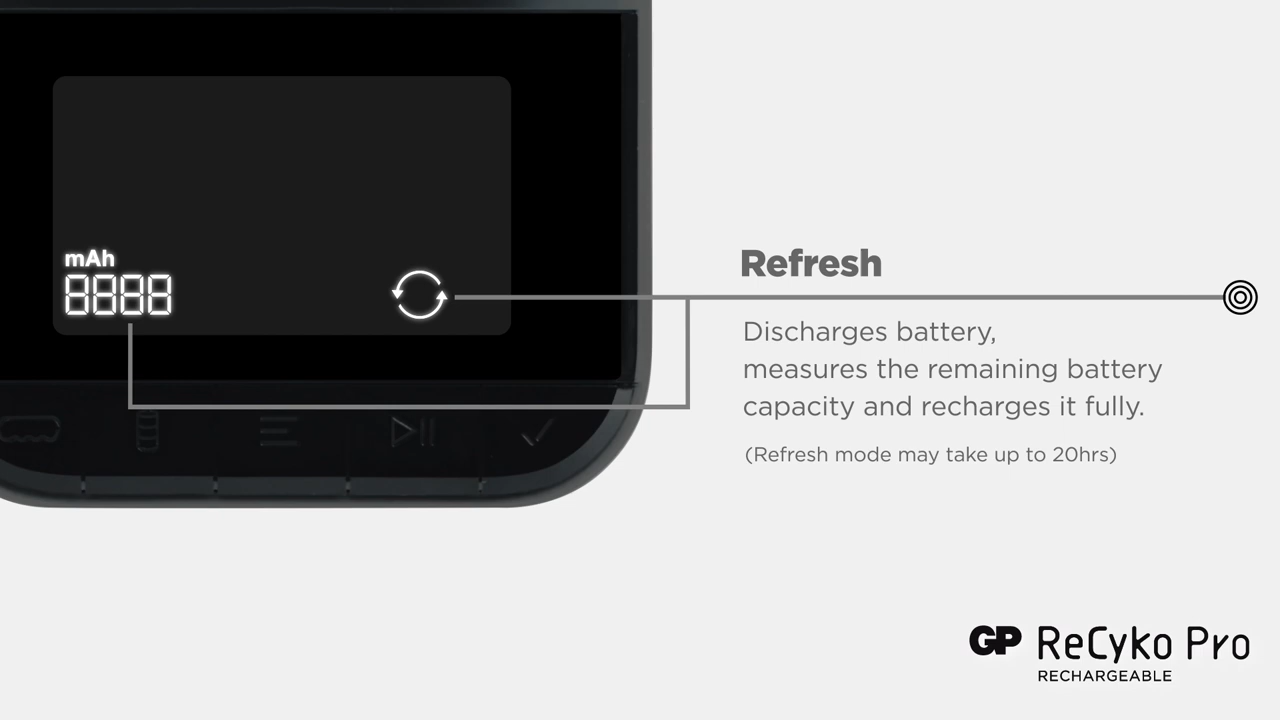 mAh
8888
Refresh
Discharges battery,
measures the remaining battery
capacity and recharges it fully.
(Refresh mode may take up to 20hrs)
GP ReCyko Pro
RECHARGEABLE